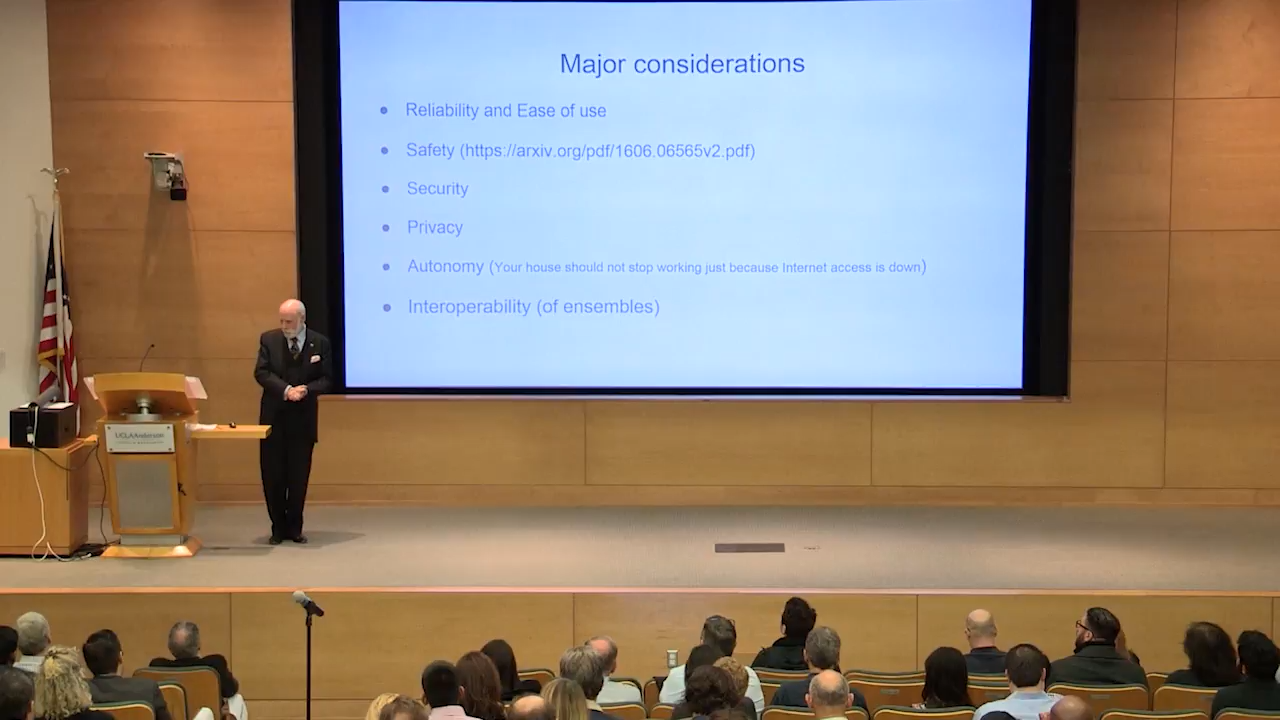 Major considerations
Reliability and Ease of use
Safety (https://arxiv.org/pdf/1606.06565v2.pdf)
Security
Privacy
Autonomy (Your house should not stop working just because Internet access is down)
Interoperability (of ensembles)
UCLAAnderson